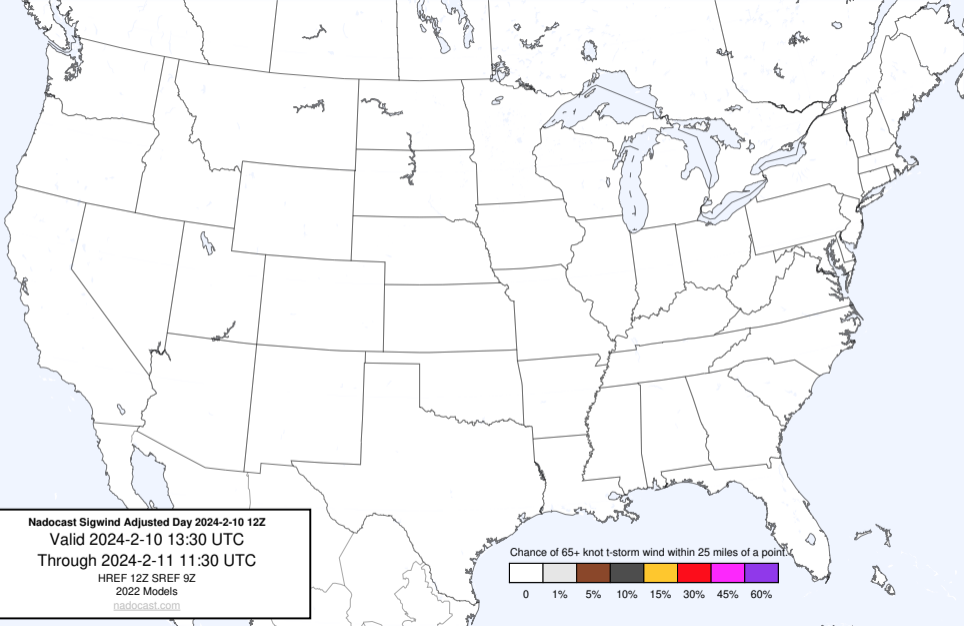 Nadocast Sigwind Adjusted Day 2024-2-10 12Z
Valid 2024-2-10 13:30 UTC
Through 2024-2-11 11:30 UTC
HREF 12Z SREF 9Z
2022 Models
nadocast.com
Chance of 65+ knot t-storm wind within 25 miles of a point.
0 1% 5% 10% 15% 30% 45% 60%